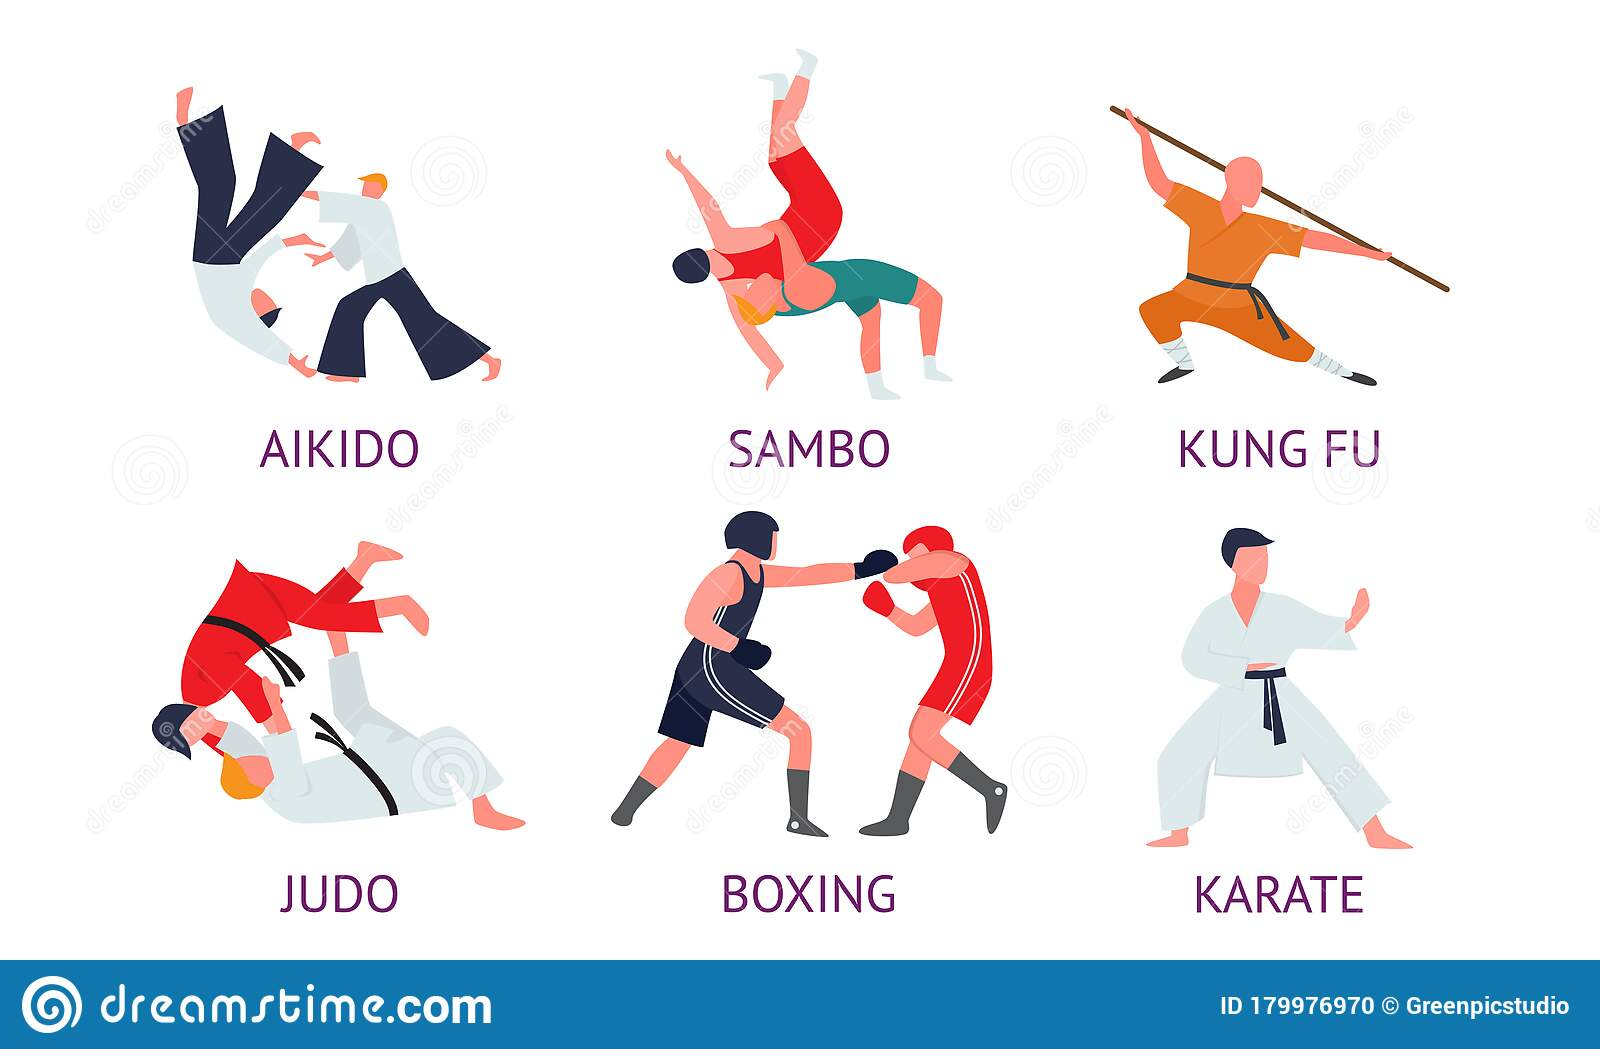 AIKIDO
SAMBO
KUNG FU
JUDO
BOXING
KARATE
dreamstime.com
ID 179976970 © Greenpicstudio